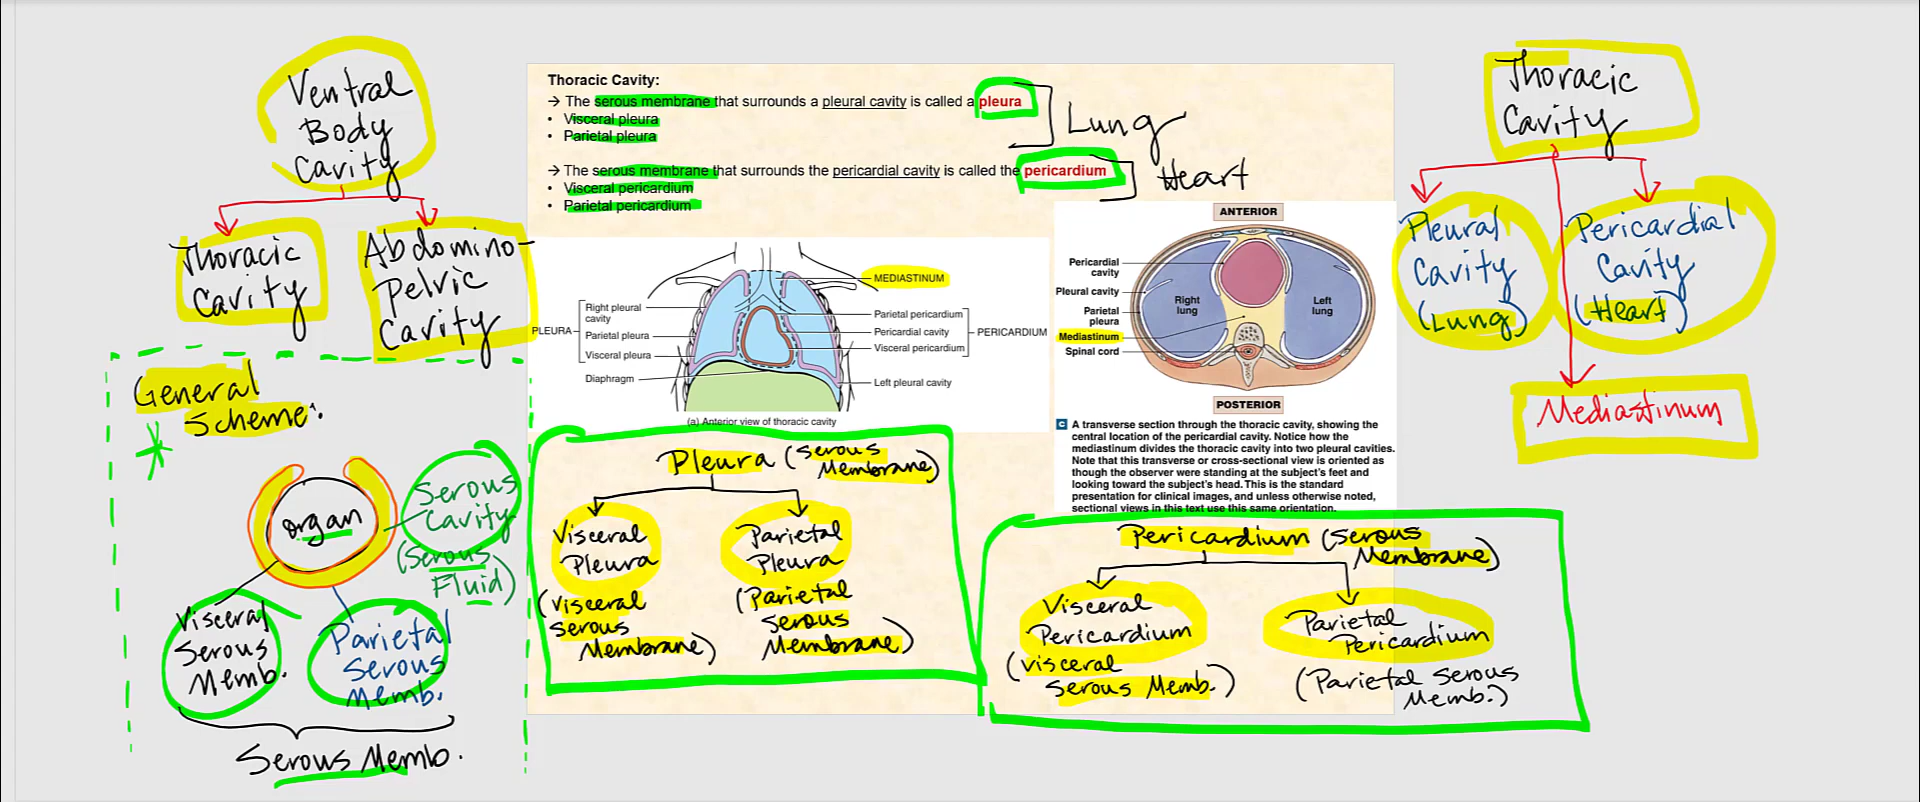 Ventral
Body
Cavity
Thoracic
Cavity
Abdomino-
Pelvic
Cavity
General
Scheme:
organ
Serous
Cavity
(Serous
Fluid)
Visceral
Serous
Memb.
Parietal
Serous
Memb.
Serous Memb.
Thoracic Cavity:
→ The serous membrane that surrounds a pleural cavity is called a pleura
• Visceral pleura
• Parietal pleura
Lung
→ The serous membrane that surrounds the pericardial cavity is called the pericardium
• Visceral pericardium
• Parietal pericardium
Heart
MEDIASTINUM
Right pleural
cavity
PLEURA
Parietal pleura
Visceral pleura
Diaphragm
Parietal pericardium
Pericardial cavity
PERICARDIUM
Visceral pericardium
Left pleural cavity
(a) Anterior view of thoracic cavity
ANTERIOR
Pericardial
cavity
Pleural cavity
Parietal
pleura
Mediastinum
Spinal cord
Right
lung
Left
lung
POSTERIOR
C A transverse section through the thoracic cavity, showing the
central location of the pericardial cavity. Notice how the
mediastinum divides the thoracic cavity into two pleural cavities.
Note that this transverse or cross-sectional view is oriented as
though the observer were standing at the subject's feet and
looking toward the subject's head. This is the standard
presentation for clinical images, and unless otherwise noted,
sectional views in this text use this same orientation.
Pleura (Serous
Membrane)
Visceral
Pleura
(Visceral
Serous
Membrane)
Parietal
Pleura
(Parietal
Serous
Membrane)
Pericardium (Serous
Membrane)
Visceral
Pericardium
(Visceral
Serous Memb.)
Parietal
Pericardium
(Parietal Serous
Memb.)
Thoracic
Cavity
Pleural
Cavity
(Lung)
Pericardial
Cavity
(Heart)
Mediastinum